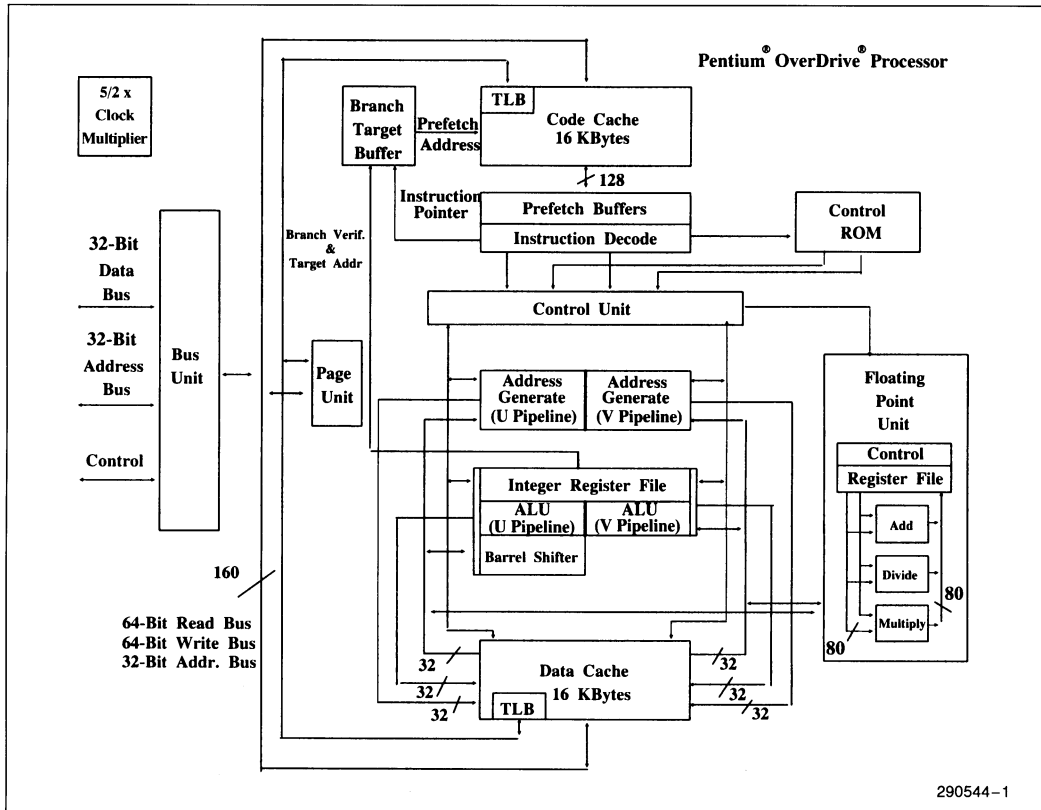 Pentium® OverDrive® Processor
5/2 x
Clock
Multiplier
Branch
Target
Buffer
Prefetch
Address
TLB
Code Cache
16 KBytes
128
Instruction
Pointer
Prefetch Buffers
Instruction Decode
Control
ROM
Branch Verif.
&
Target Addr
32-Bit
Data
Bus
32-Bit
Address
Bus
Control
Bus
Unit
Page
Unit
Control Unit
Address
Generate
(U Pipeline)
Address
Generate
(V Pipeline)
Integer Register File
ALU
(U Pipeline)
ALU
(V Pipeline)
Barrel Shifter
Floating
Point
Unit
Control
Register File
Add
Divide
Multiply
80
80
160
64-Bit Read Bus
64-Bit Write Bus
32-Bit Addr. Bus
32
32
32
Data Cache
16 KBytes
TLB
32
32
32
290544-1